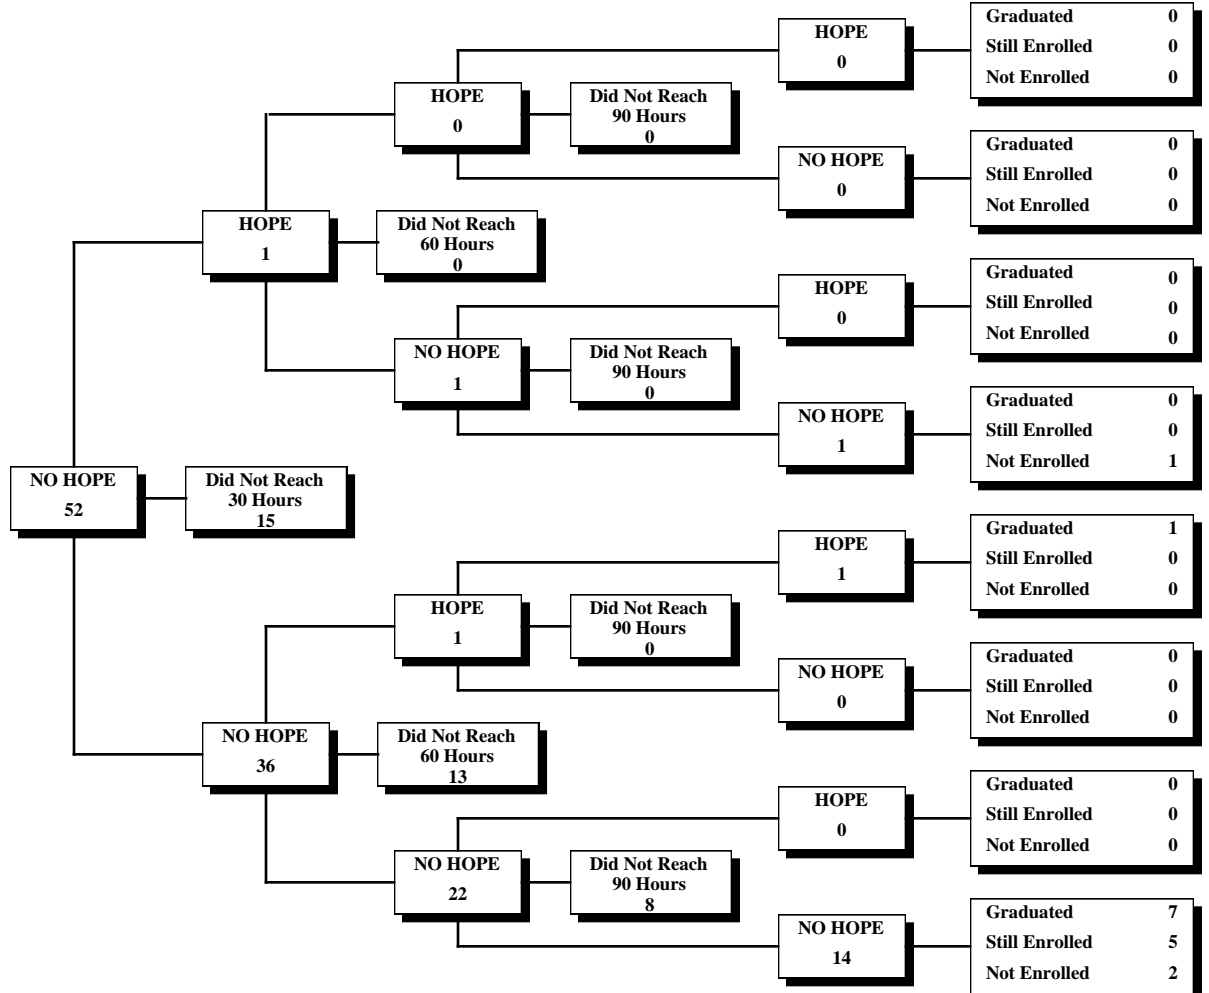 HOPE
0
Graduated 0
Still Enrolled 0
Not Enrolled 0
HOPE
0
Did Not Reach
90 Hours
0
NO HOPE
0
Graduated 0
Still Enrolled 0
Not Enrolled 0
HOPE
1
Did Not Reach
60 Hours
0
HOPE
0
Graduated 0
Still Enrolled 0
Not Enrolled 0
NO HOPE
1
Did Not Reach
90 Hours
0
NO HOPE
1
Graduated 0
Still Enrolled 0
Not Enrolled 1
NO HOPE
52
Did Not Reach
30 Hours
15
HOPE
1
Graduated 1
Still Enrolled 0
Not Enrolled 0
HOPE
1
Did Not Reach
90 Hours
0
NO HOPE
0
Graduated 0
Still Enrolled 0
Not Enrolled 0
NO HOPE
36
Did Not Reach
60 Hours
13
HOPE
0
Graduated 0
Still Enrolled 0
Not Enrolled 0
NO HOPE
22
Did Not Reach
90 Hours
8
NO HOPE
14
Graduated 7
Still Enrolled 5
Not Enrolled 2